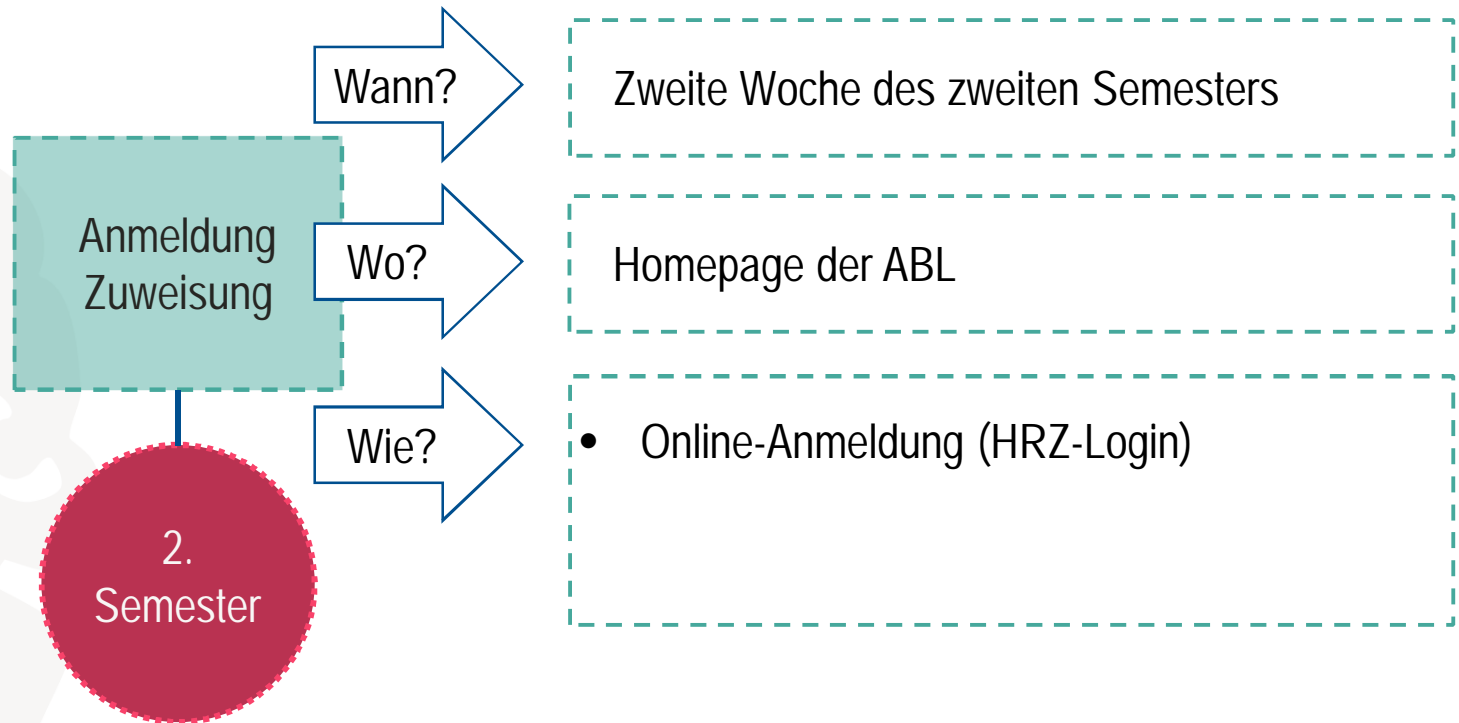 Wann?
Zweite Woche des zweiten Semesters
Anmeldung
Zuweisung
Wo?
Homepage der ABL
Wie?
• Online-Anmeldung (HRZ-Login)
2.
Semester